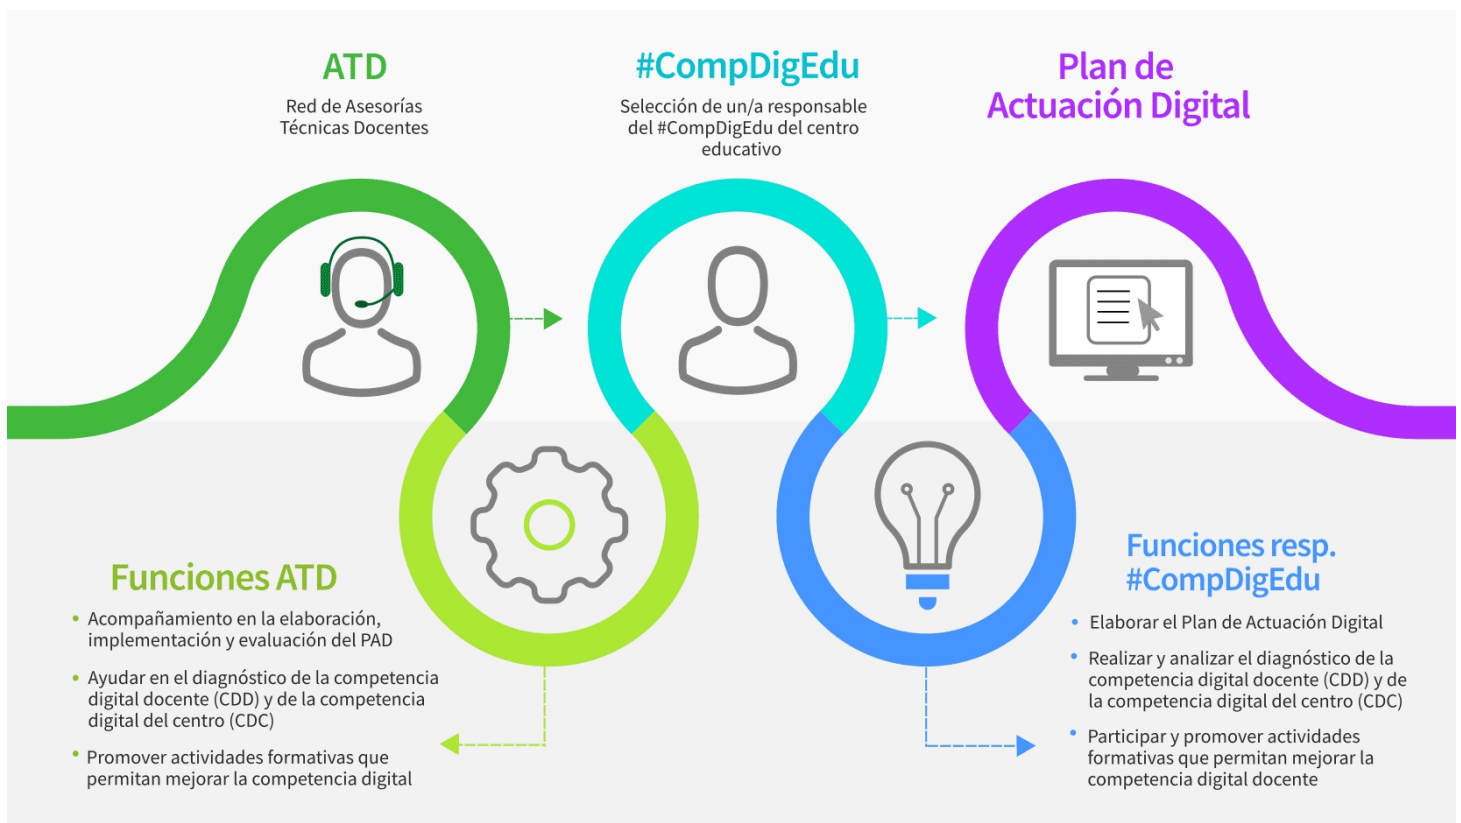 ATD
Red de Asesorías
Técnicas Docentes
#CompDigEdu
Selección de un/a responsable
del #CompDigEdu del centro
educativo
Plan de
Actuación Digital
Funciones ATD
• Acompañamiento en la elaboración,
implementación y evaluación del PAD
• Ayudar en el diagnóstico de la competencia
digital docente (CDD) y de la competencia
digital del centro (CDC)
• Promover actividades formativas que
permitan mejorar la competencia digital
Funciones resp.
#CompDigEdu
• Elaborar el Plan de Actuación Digital
• Realizar y analizar el diagnóstico de la
competencia digital docente (CDD) y de
la competencia digital del centro (CDC)
• Participar y promover actividades
formativas que permitan mejorar la
competencia digital docente